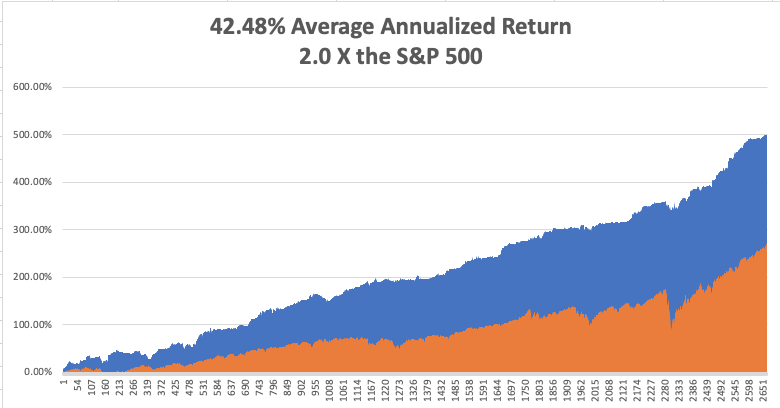 42.48% Average Annualized Return
2.0 X the S&P 500
600.00%
500.00%
400.00%
300.00%
200.00%
100.00%
0.00%
1 54 107 160 213 266 319 372 425 478 531 584 637 690 743 796 849 902 955 1008 1061 1114 1167 1220 1273 1326 1379 1432 1485 1538 1591 1644 1697 1750 1803 1856 1909 1962 2015 2068 2121 2174 2227 2280 2333 2386 2439 2492 2545 2598 2651